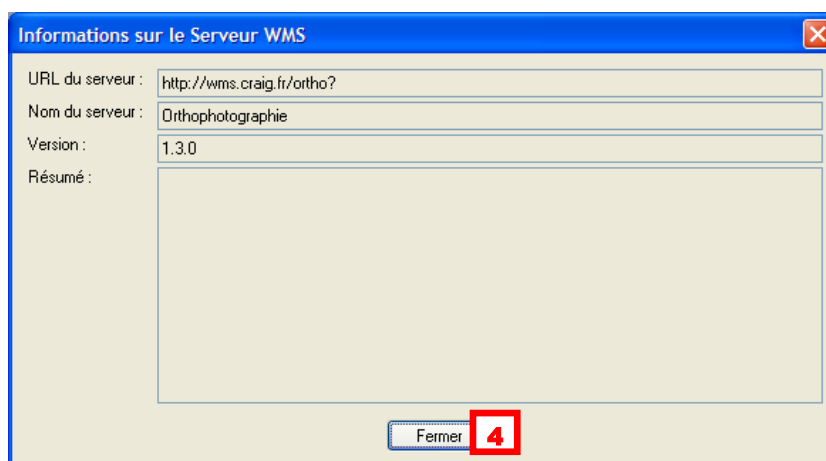 Informations sur le Serveur WMS
URL du serveur : http://wms.craig.fr/ortho?
Nom du serveur : Orthophotographie
Version : 1.3.0
Résumé :
Fermer 4